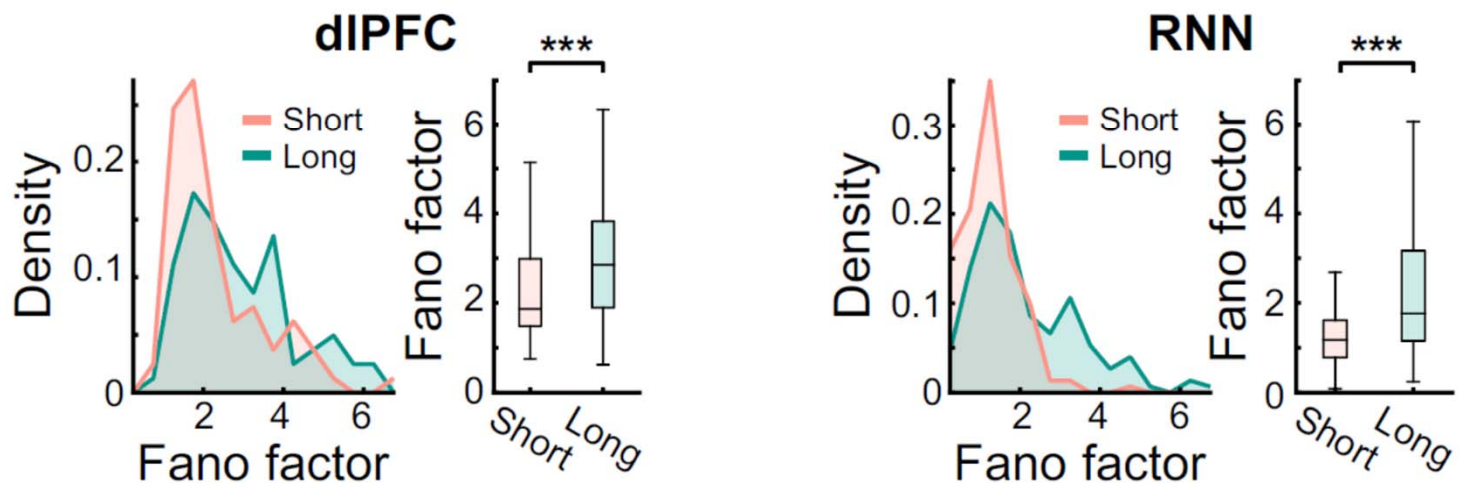 dlPFC
***
Density
0.2
0.1
0
2
4
6
Fano factor
Short
Long
Fano factor
6
4
2
0
Short
Long
RNN
***
Density
0.3
0.2
0.1
0
2
4
6
Fano factor
Short
Long
Fano factor
6
4
2
0
Short
Long